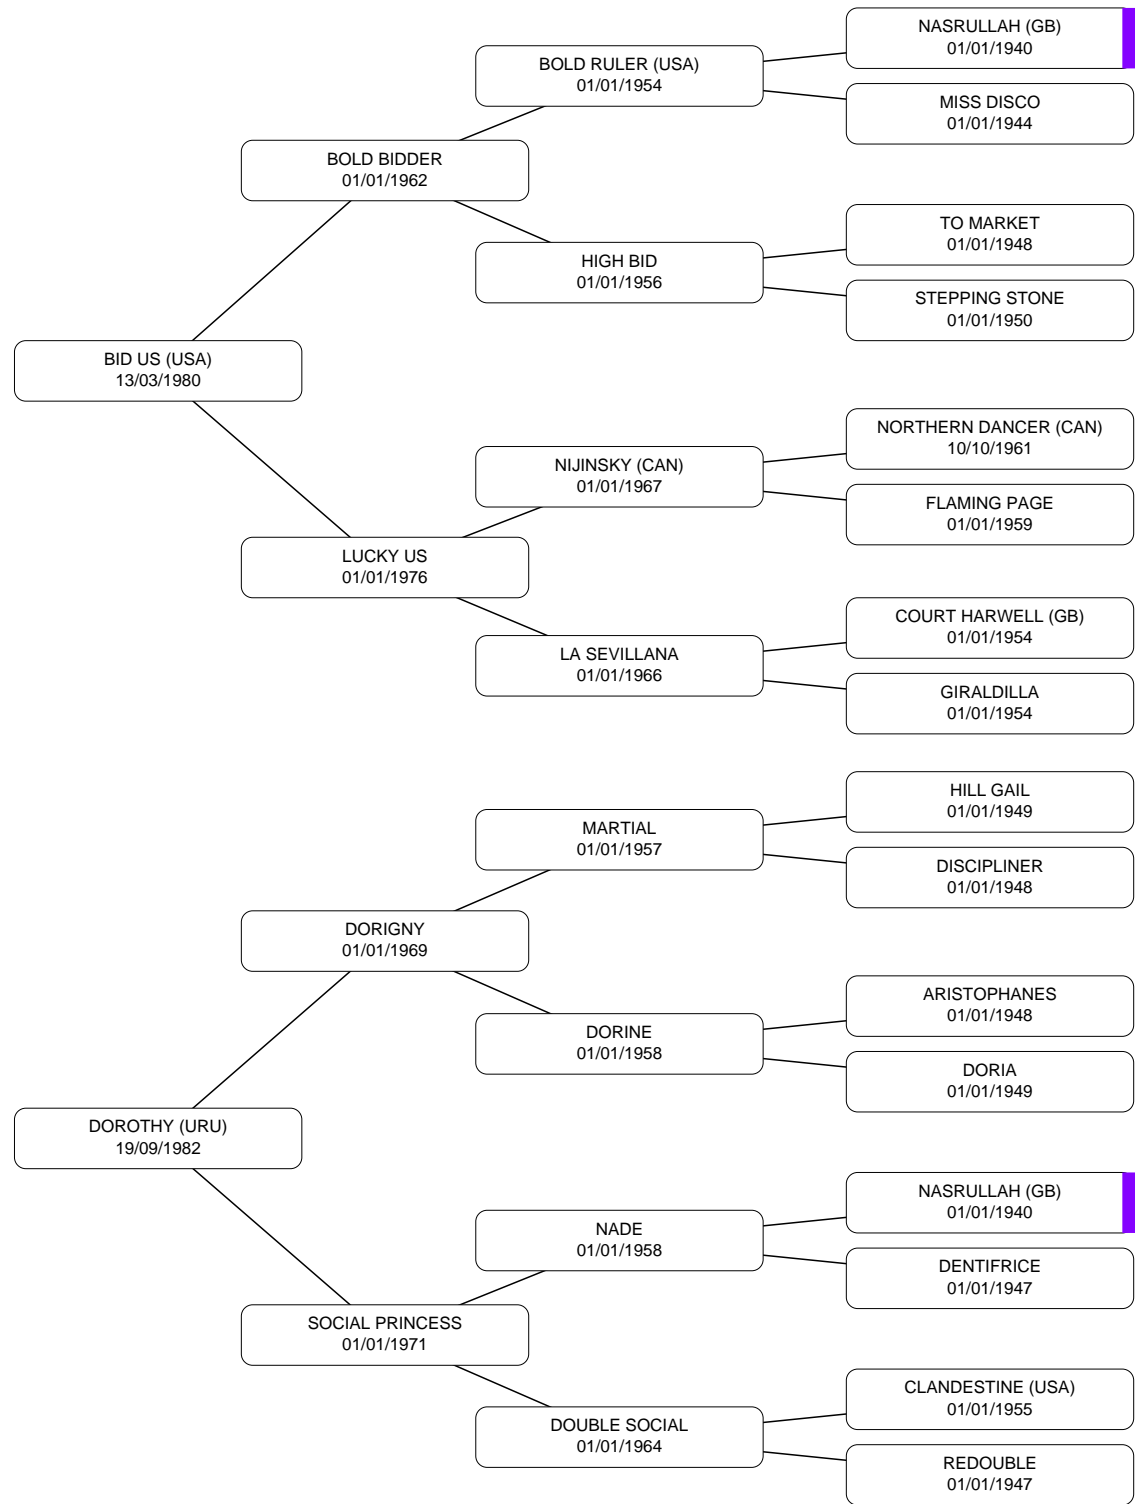 NASRULLAH (GB)
01/01/1940
BOLD RULER (USA)
01/01/1954
MISS DISCO
01/01/1944
BOLD BIDDER
01/01/1962
TO MARKET
01/01/1948
HIGH BID
01/01/1956
STEPPING STONE
01/01/1950
BID US (USA)
13/03/1980
NORTHERN DANCER (CAN)
10/10/1961
NIJINSKY (CAN)
01/01/1967
FLAMING PAGE
01/01/1959
LUCKY US
01/01/1976
COURT HARWELL (GB)
01/01/1954
LA SEVILLANA
01/01/1966
GIRALDILLA
01/01/1954
HILL GAIL
01/01/1949
MARTIAL
01/01/1957
DISCIPLINER
01/01/1948
DORIGNY
01/01/1969
ARISTOPHANES
01/01/1948
DORINE
01/01/1958
DORIA
01/01/1949
DOROTHY (URU)
19/09/1982
NASRULLAH (GB)
01/01/1940
NADE
01/01/1958
DENTIFRICE
01/01/1947
SOCIAL PRINCESS
01/01/1971
CLANDESTINE (USA)
01/01/1955
DOUBLE SOCIAL
01/01/1964
REDOUBLE
01/01/1947